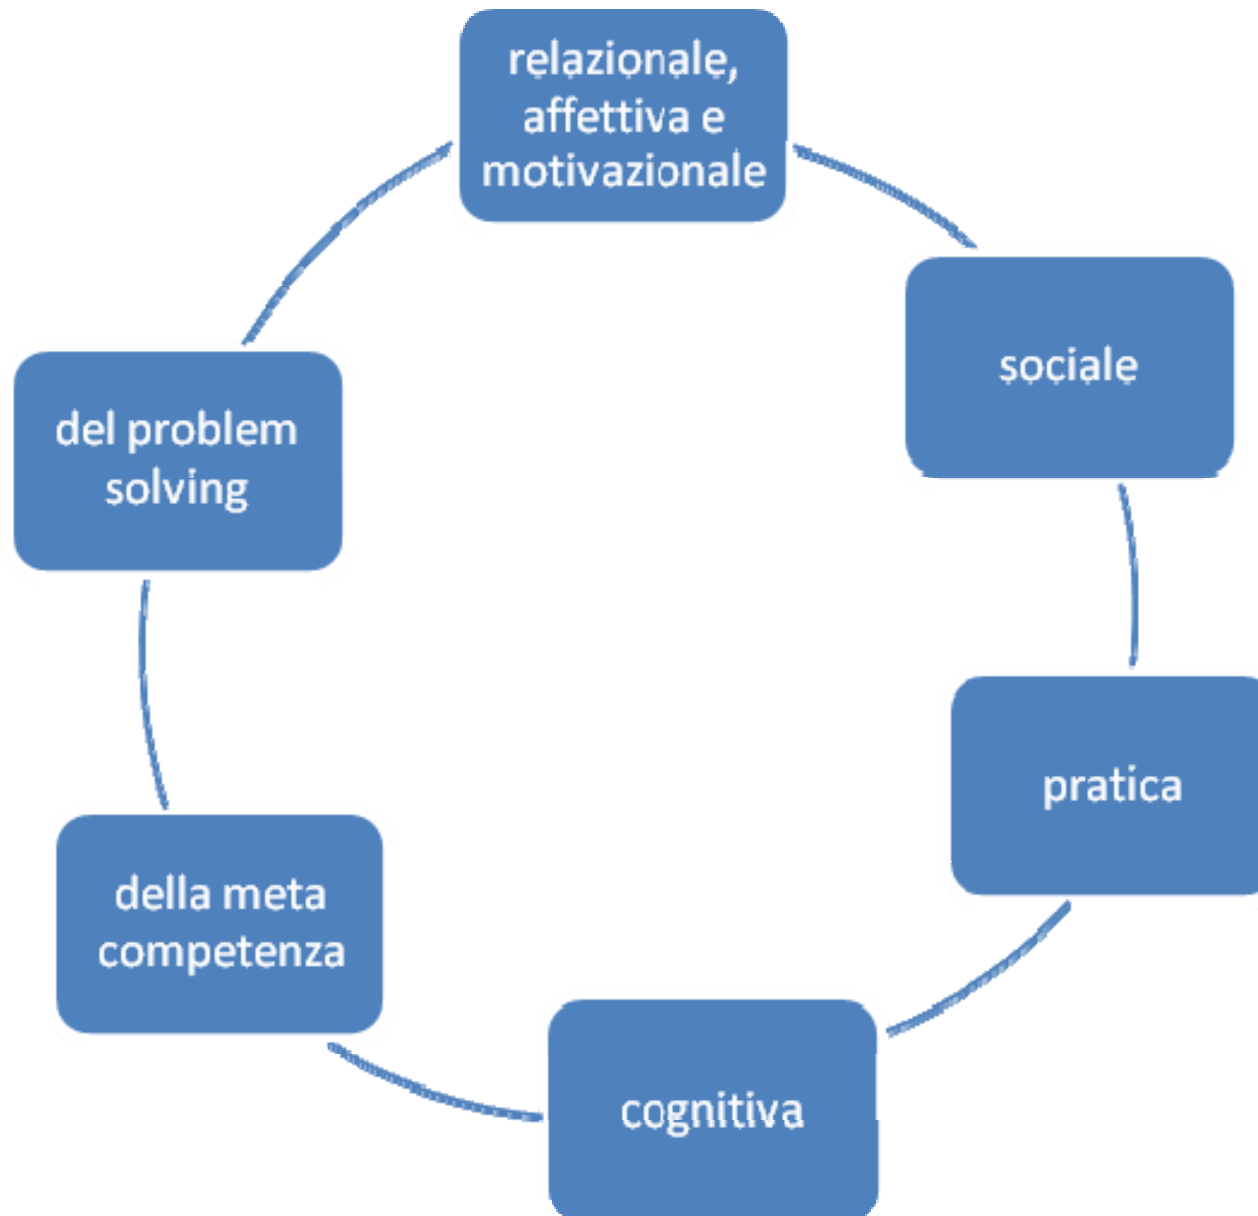 relazionale,
affettiva e
motivazionale
sociale
pratica
cognitiva
della meta
competenza
del problem
solving